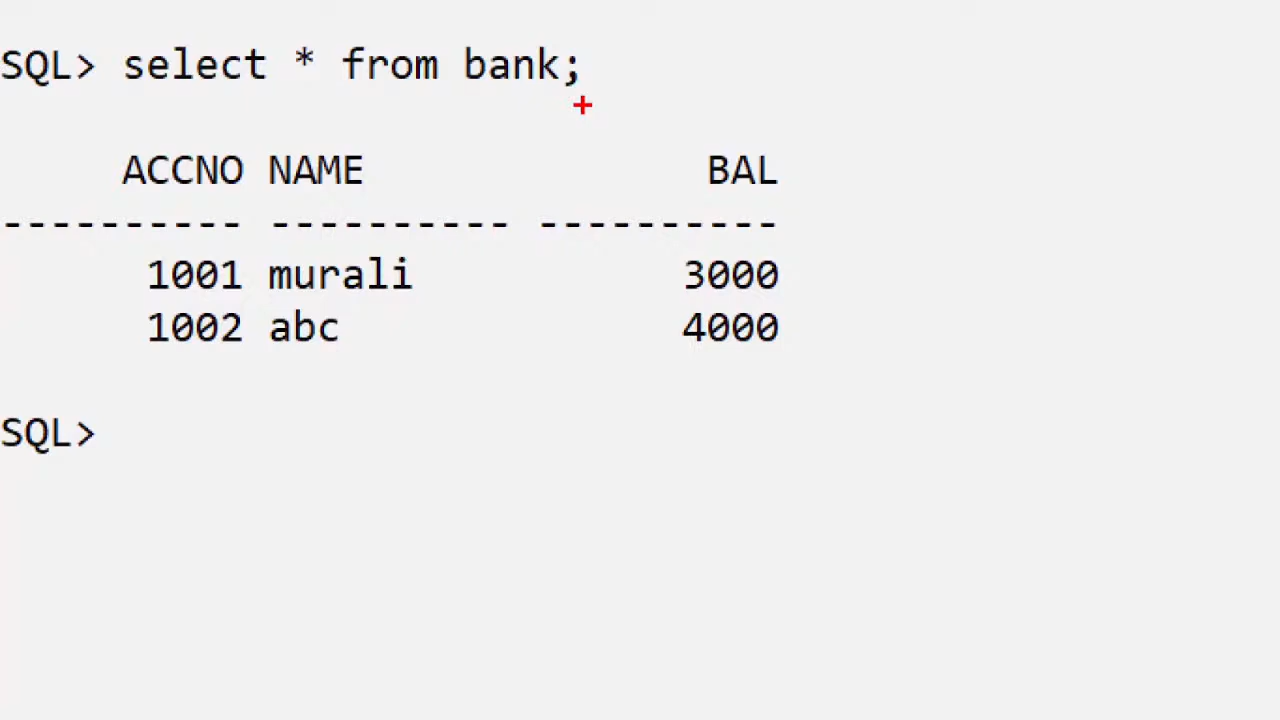 SQL> select * from bank;
ACCNO NAME BAL
---------- ---------- ----------
1001 murali 3000
1002 abc 4000
SQL>